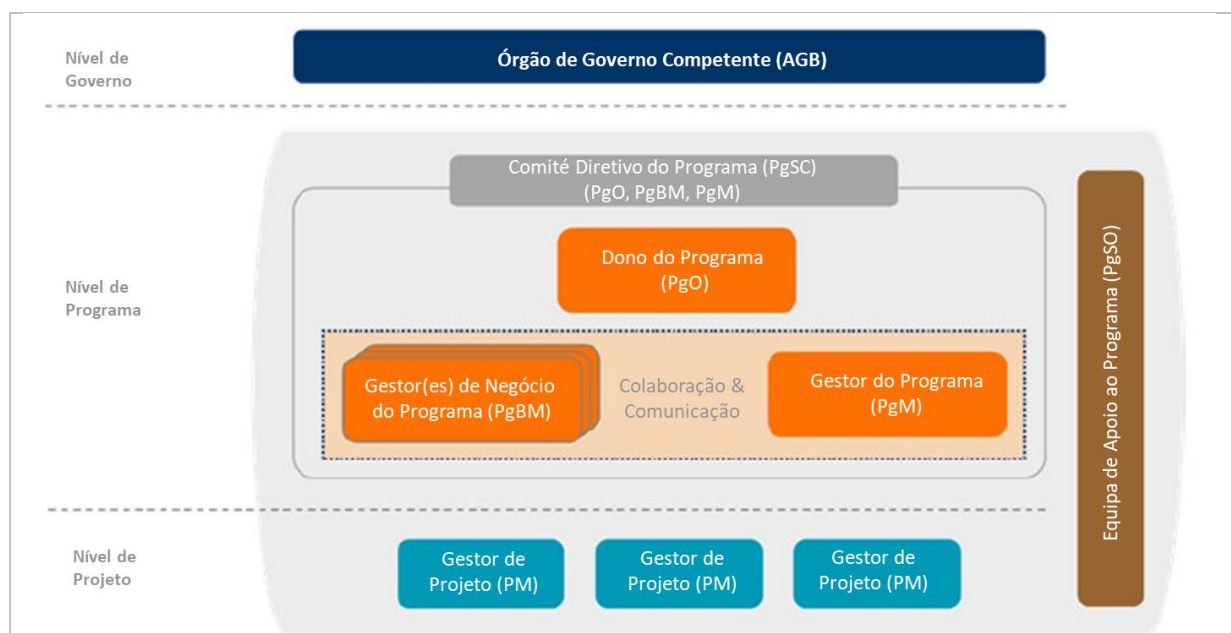 Nível de
Governo
Órgão de Governo Competente (AGB)
Nível de
Programa
Comité Diretivo do Programa (PgSC)
(PgO, PgBM, PgM)
Dono do Programa
(PgO)
Gestor(es) de Negócio
do Programa (PgBM)
Colaboração &
Comunicação
Gestor do Programa
(PgM)
Equipa de Apoio ao Programa (PgSO)
Nível de
Projeto
Gestor de
Projeto (PM)
Gestor de
Projeto (PM)
Gestor de
Projeto (PM)